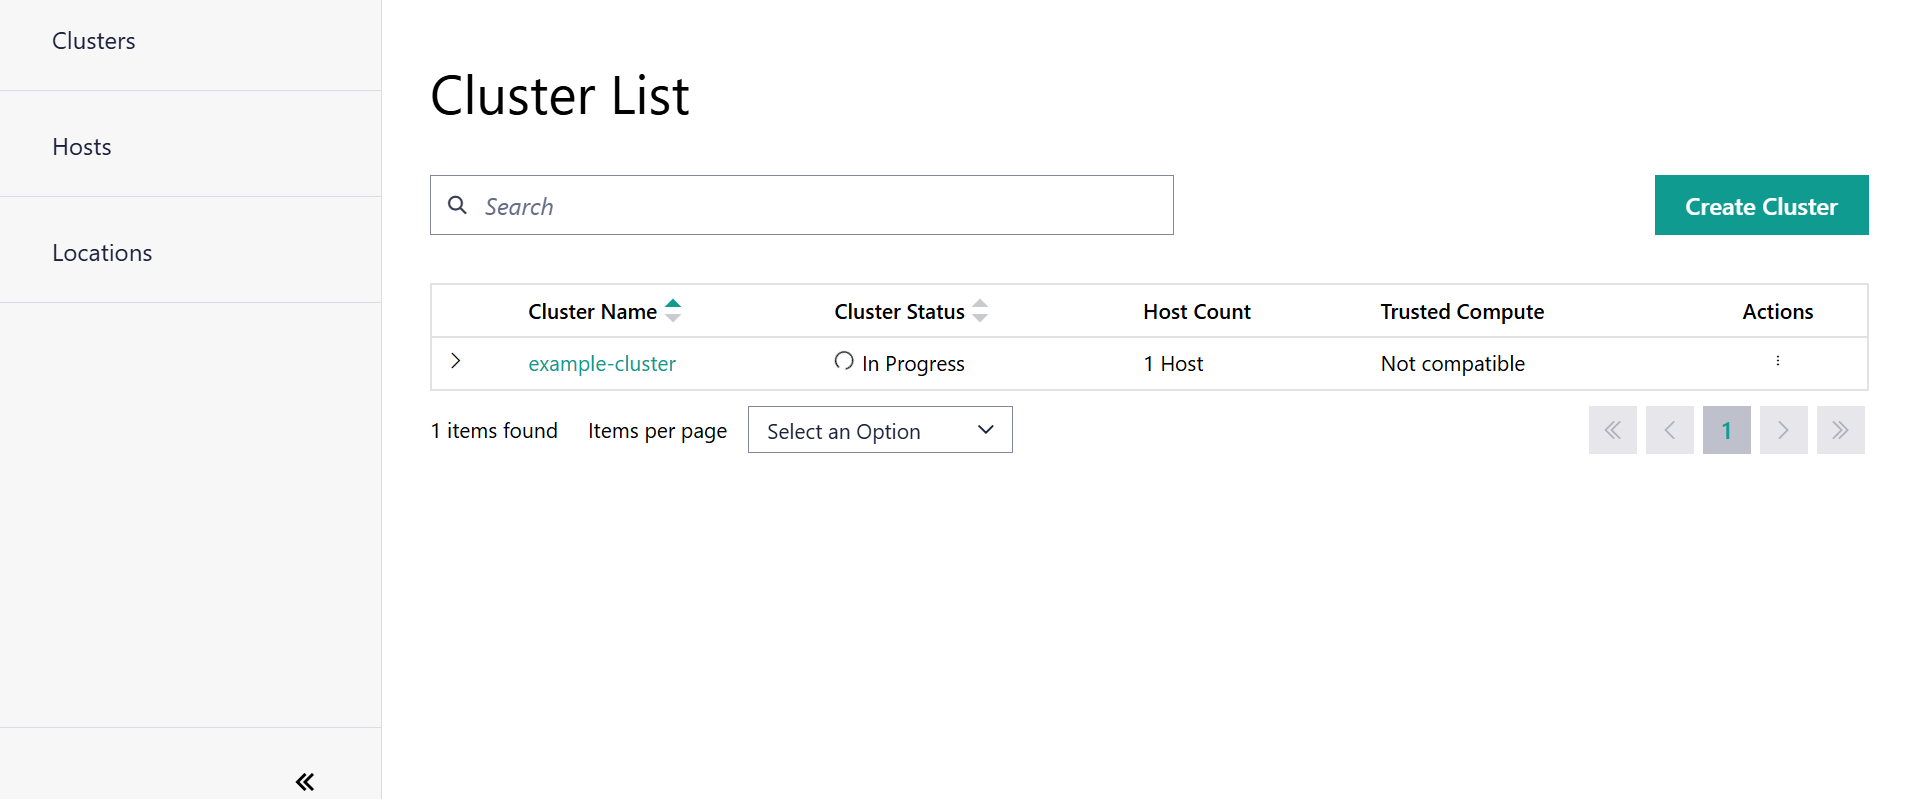 Clusters
Hosts
Locations
Cluster List
Search
Create Cluster
Cluster Name Cluster Status Host Count Trusted Compute Actions
example-cluster In Progress 1 Host Not compatible
1 items found Items per page Select an Option 1